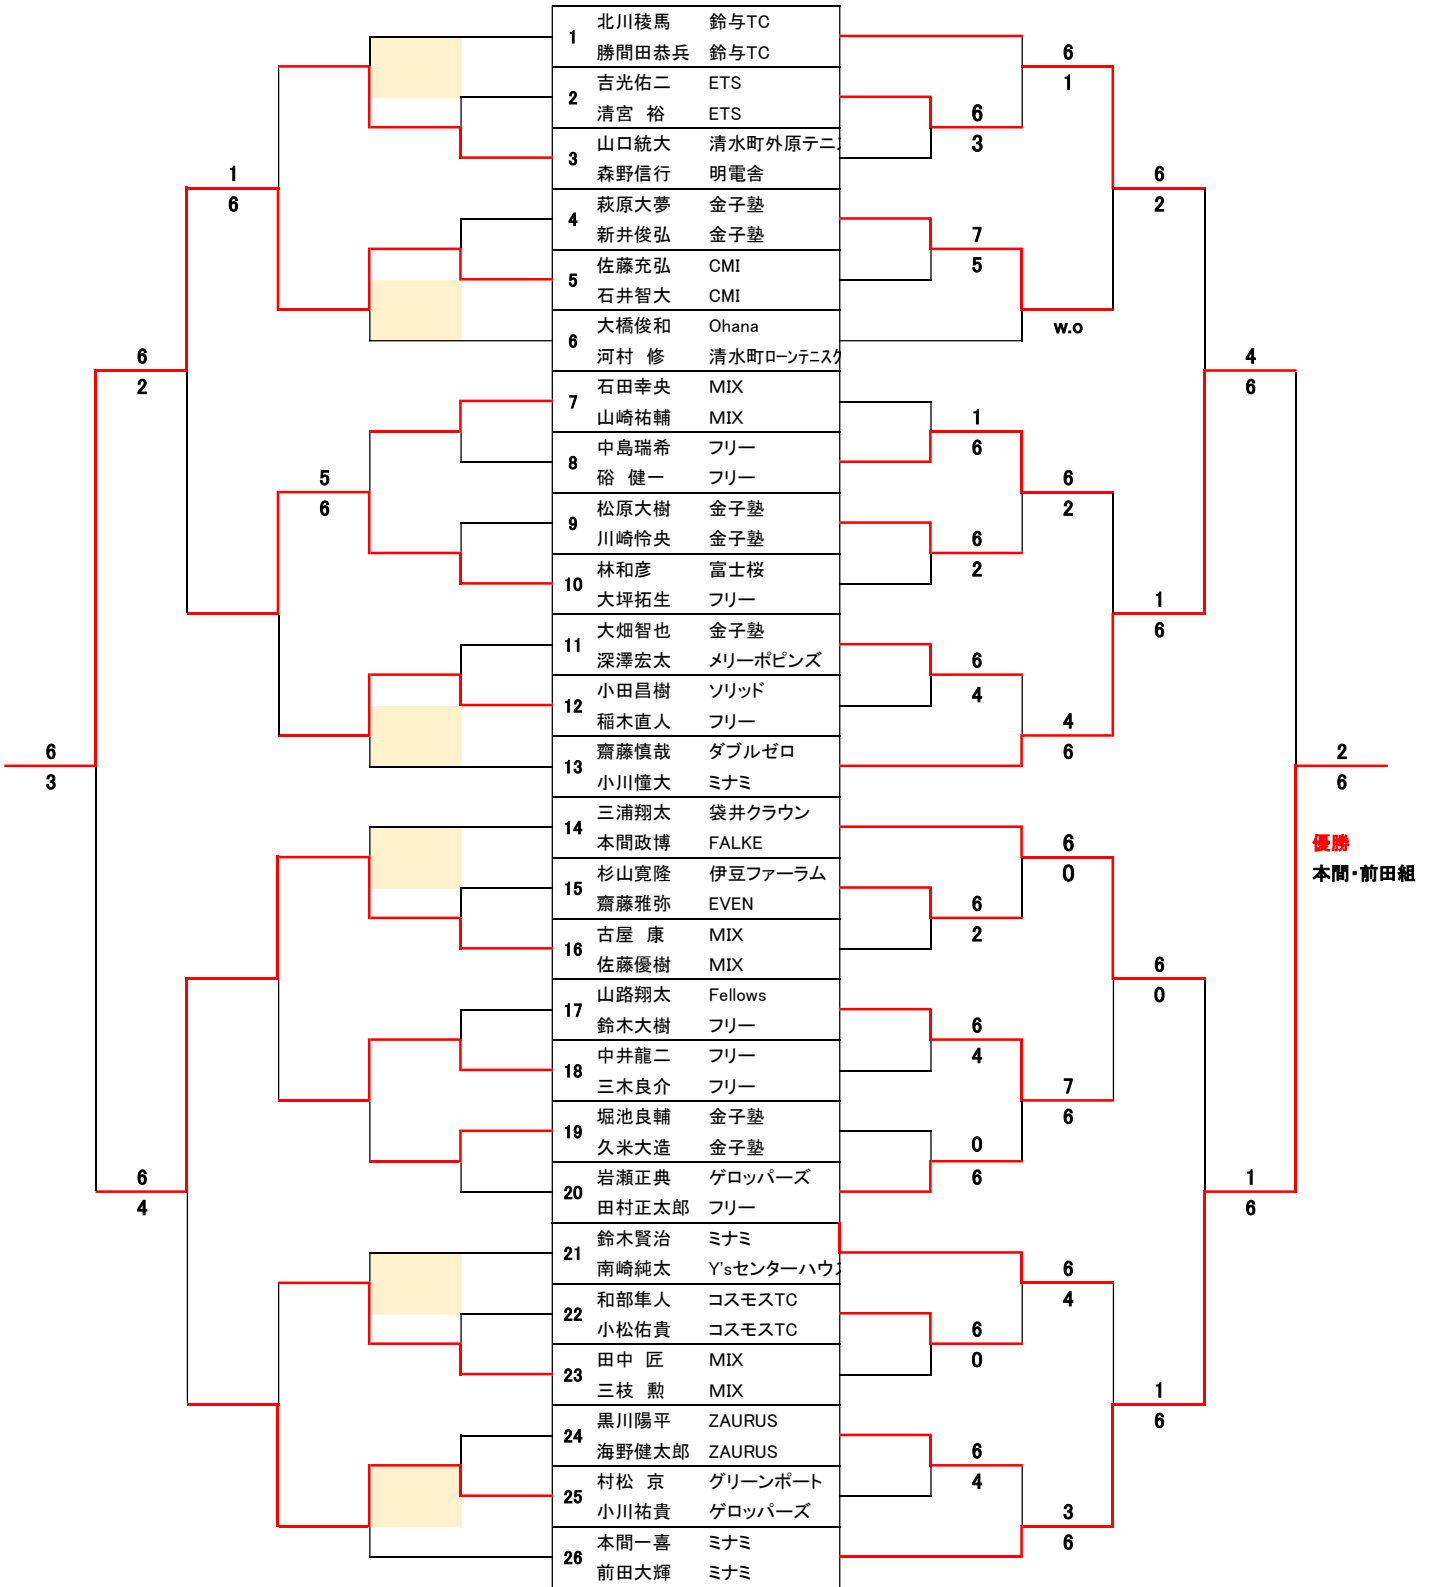 1 北川稜馬 鈴与TC
勝間田恭兵 鈴与TC
6
1
2 吉光佑二 ETS
清宮 裕 ETS
6
3
3 山口統大 清水町外原テニ
森野信行 明電舎
1
6
6
2
4 萩原大夢 金子塾
新井俊弘 金子塾
7
5
5 佐藤充弘 CMI
石井智大 CMI
6 大橋俊和 Ohana
河村 修 清水町ローンテニスク
w.o
6
2
4
6
7 石田幸央 MIX
山崎祐輔 MIX
1
6
8 中島瑞希 フリー
硲 健一 フリー
5
6
6
2
9 松原大樹 金子塾
川崎怜央 金子塾
6
2
10 林和彦 富士桜
大坪拓生 フリー
1
6
11 大畑智也 金子塾
深澤宏太 メリーポピンズ
6
4
12 小田昌樹 ソリッド
稲木直人 フリー
4
6
13 齋藤慎哉 ダブルゼロ
小川憧大 ミナミ
6
3
2
6
14 三浦翔太 袋井クラウン
本間政博 FALKE
6
0
優勝
本間・前田組
15 杉山寛隆 伊豆ファーラム
齋藤雅弥 EVEN
6
2
16 古屋 康 MIX
佐藤優樹 MIX
6
0
17 山路翔太 Fellows
鈴木大樹 フリー
6
4
18 中井龍二 フリー
三木良介 フリー
7
6
19 堀池良輔 金子塾
久米大造 金子塾
0
6
20 岩瀬正典 ゲロッパーズ
田村正太郎 フリー
6
4
1
6
21 鈴木賢治 ミナミ
南崎純太 Y'sセンターハウス
6
4
22 和部隼人 コスモスTC
小松佑貴 コスモスTC
6
0
23 田中 匠 MIX
三枝 勲 MIX
1
6
24 黒川陽平 ZAURUS
海野健太郎 ZAURUS
6
4
25 村松 京 グリーンポート
小川祐貴 ゲロッパーズ
3
6
26 本間一喜 ミナミ
前田大輝 ミナミ